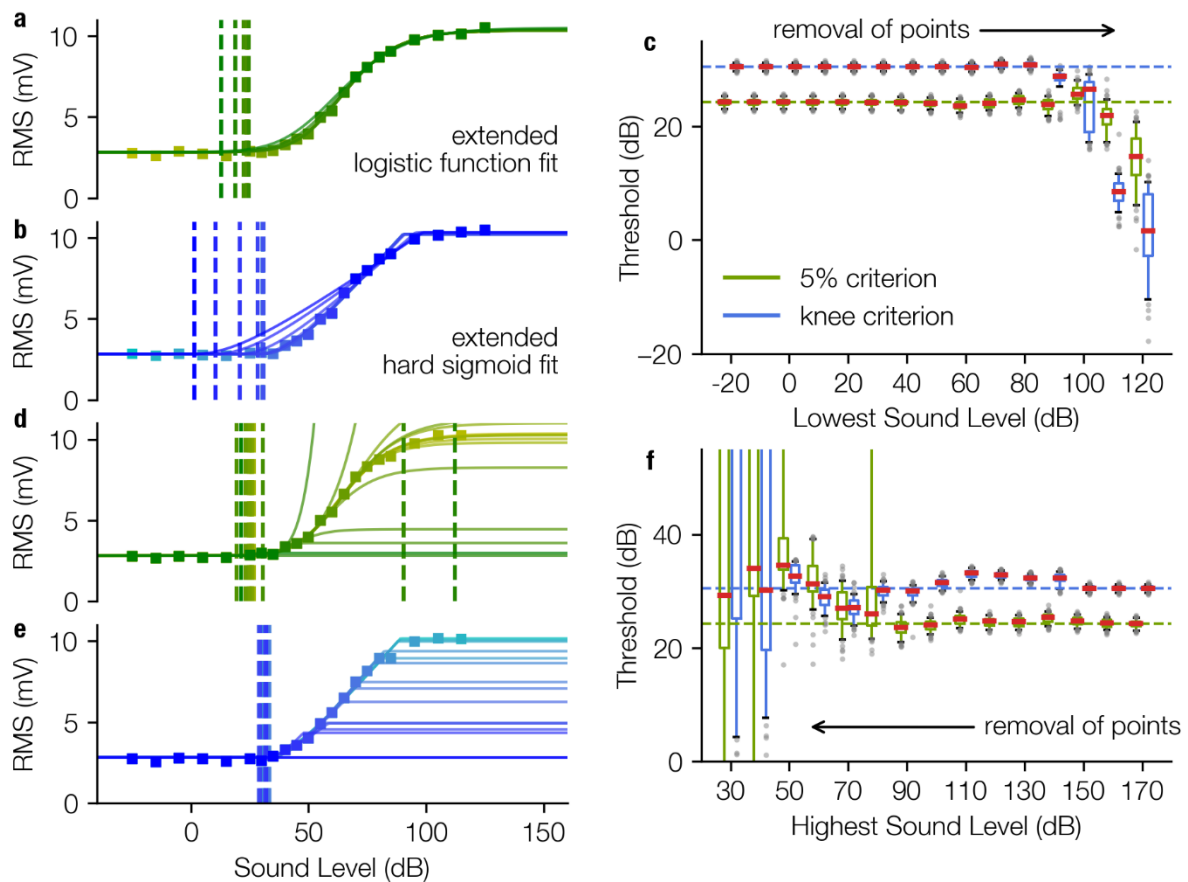 a
RMS (mV)
10
5
0
extended
logistic function fit
b
RMS (mV)
10
5
0
extended
hard sigmoid fit
d
RMS (mV)
10
5
0
e
RMS (mV)
10
5
0
0 50 100 150
Sound Level (dB)
c
removal of points
Threshold (dB)
20
0
−20
5% criterion
knee criterion
-20 0 20 40 60 80 100 120
Lowest Sound Level (dB)
f
Threshold (dB)
40
20
0
removal of points
30 50 70 90 110 130 150 170
Highest Sound Level (dB)